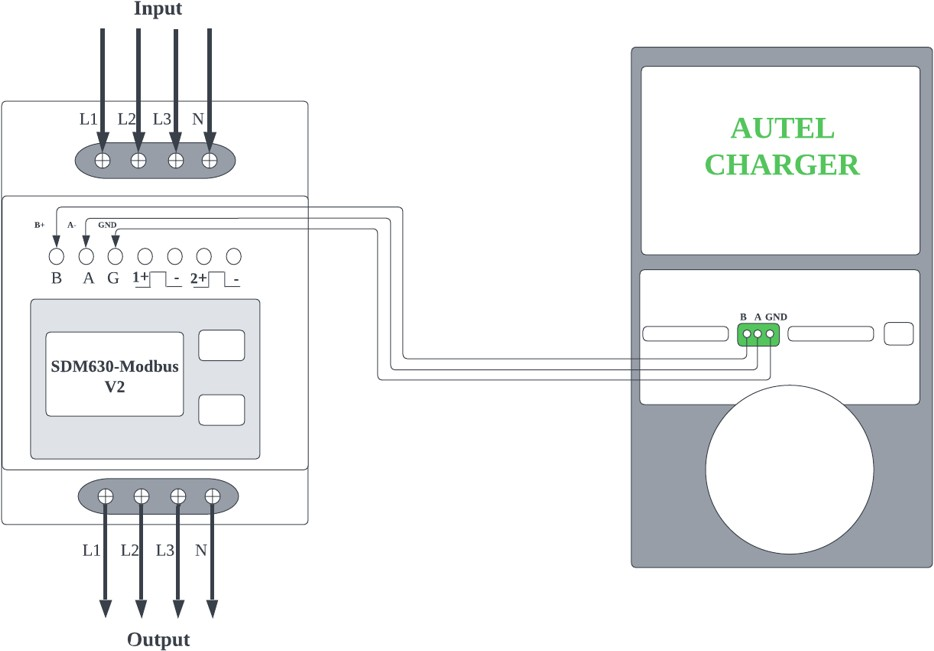 Input
L1 L2 L3 N
B+ A- GND
B A G 1+ - 2+ -
SDM630-Modbus
V2
L1 L2 L3 N
Output
AUTEL
CHARGER
B A GND